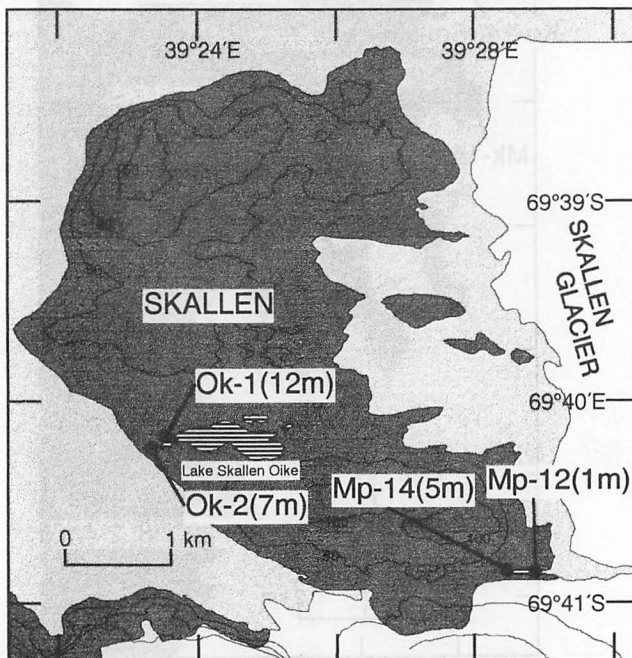 39°24′E
39°28′E
69°39′S
SKALLEN GLACIER
SKALLEN
Ok-1(12m)
69°40′E
Lake Skallen Oike
Mp-14(5m)
Mp-12(1m)
Ok-2(7m)
100
0
1 km
69°41′S